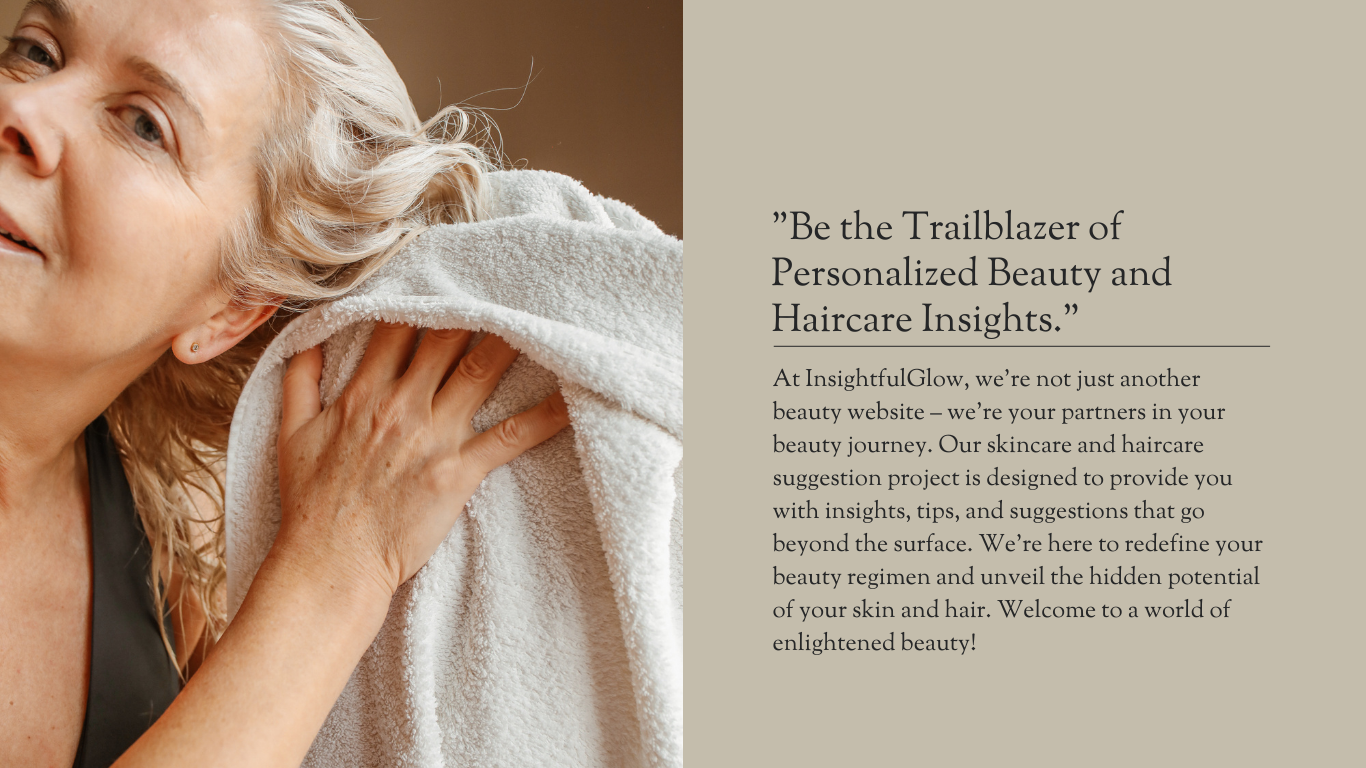 ”Be the Trailblazer of
Personalized Beauty and
Haircare Insights.”
At InsightfulGlow, we’re not just another
beauty website – we’re your partners in your
beauty journey. Our skincare and haircare
suggestion project is designed to provide you
with insights, tips, and suggestions that go
beyond the surface. We’re here to redefine your
beauty regimen and unveil the hidden potential
of your skin and hair. Welcome to a world of
enlightened beauty!